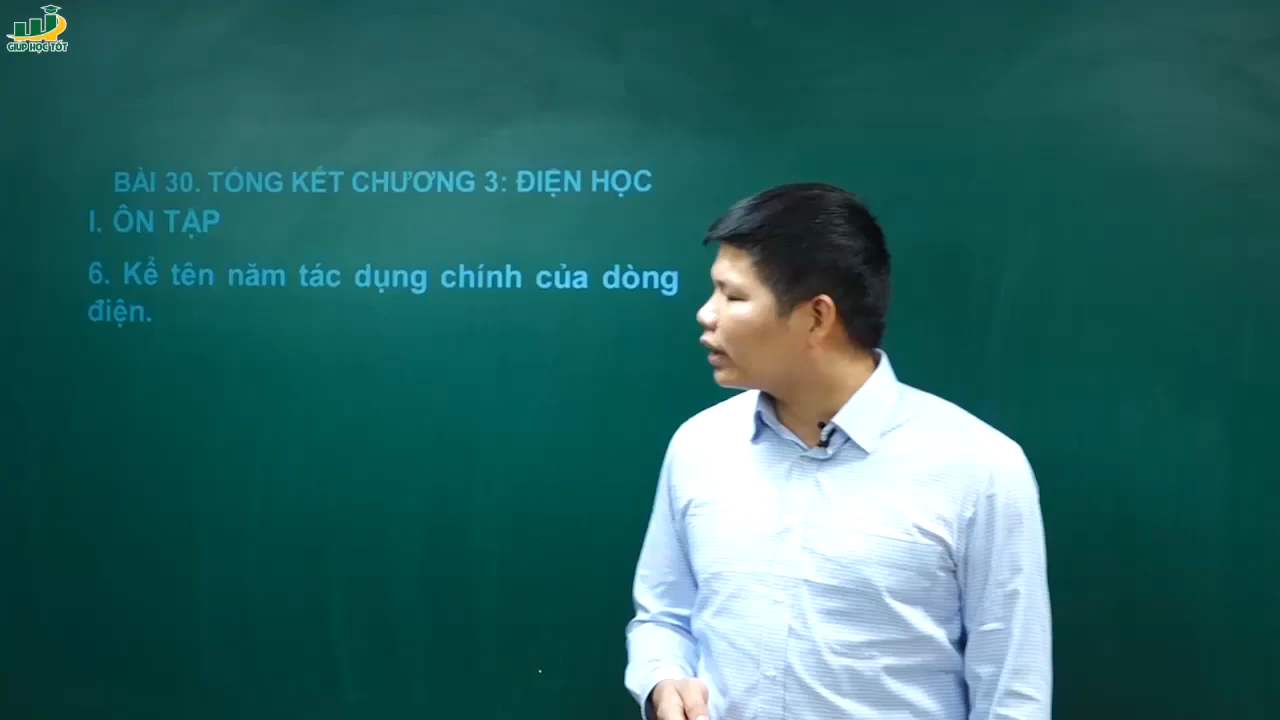 GIÚP HỌC TỐT
BÀI 30. TỔNG KẾT CHƯƠNG 3: ĐIỆN HỌC
I. ÔN TẬP
6. Kể tên năm tác dụng chính của dòng
điện.